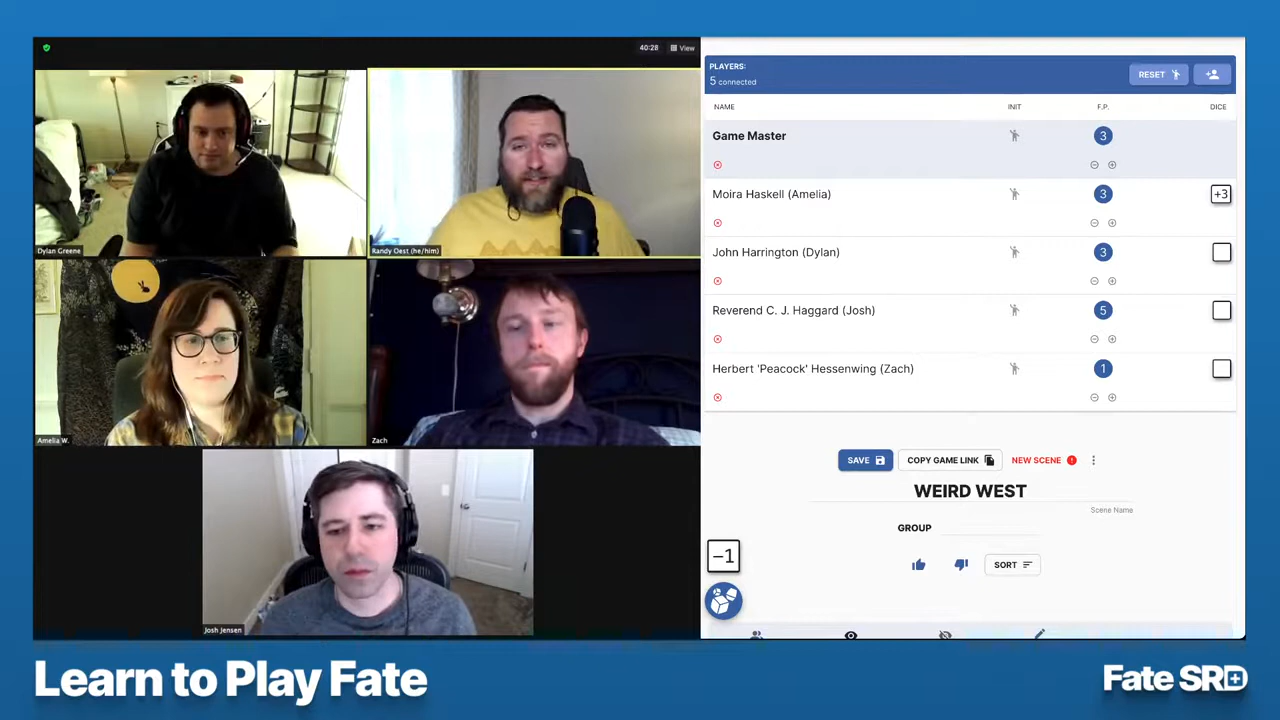 40:28 View
Dylan Greene
Randy Oest (he/him)
Amelia W.
Zach
Josh Jensen
PLAYERS:
5 connected
RESET
NAME INIT F.P. DICE
Game Master 3
Moira Haskell (Amelia) 3 +3
John Harrington (Dylan) 3
Reverend C. J. Haggard (Josh) 5
Herbert 'Peacock' Hessenwing (Zach) 1
SAVE COPY GAME LINK NEW SCENE
WEIRD WEST
Scene Name
GROUP
−1
SORT
Learn to Play Fate
Fate SRD